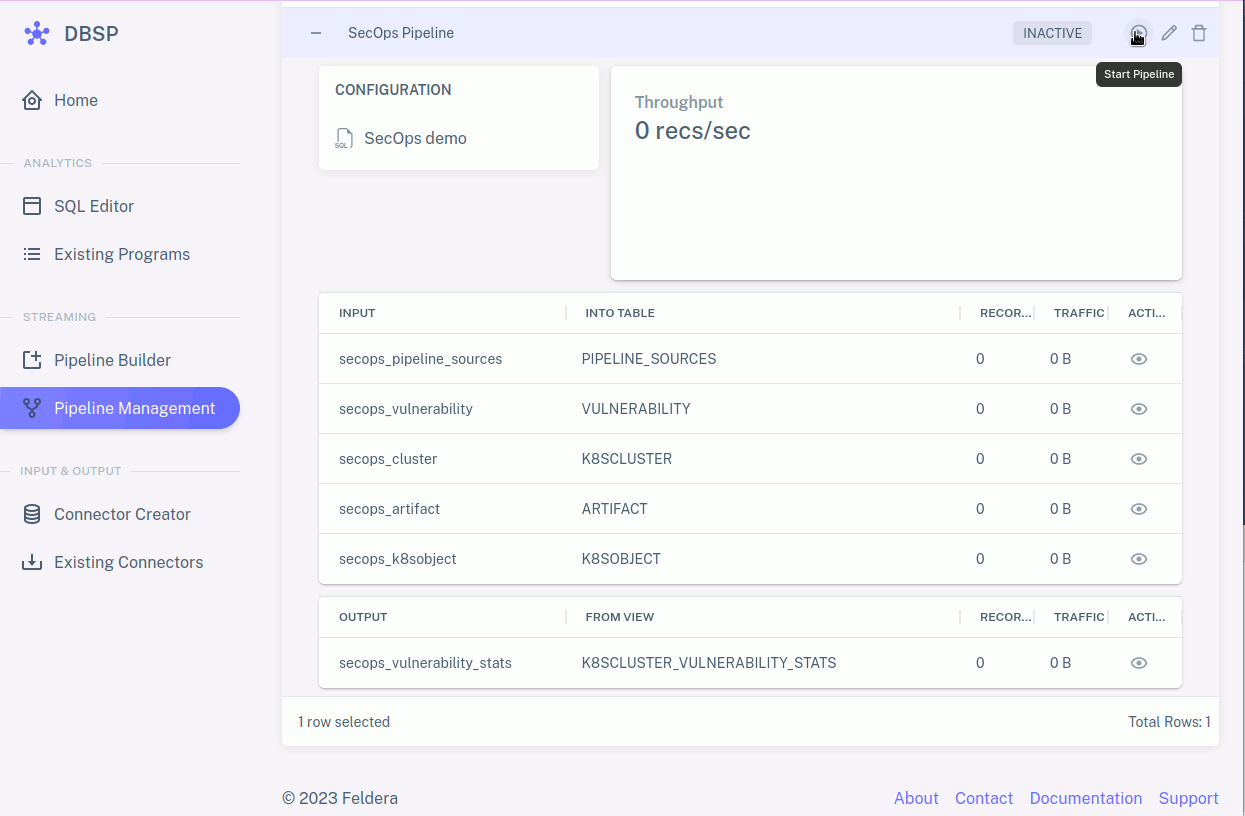 DBSP
SecOps Pipeline
INACTIVE
Start Pipeline
Home
ANALYTICS
SQL Editor
Existing Programs
STREAMING
Pipeline Builder
Pipeline Management
INPUT & OUTPUT
Connector Creator
Existing Connectors
CONFIGURATION
SQL
SecOps demo
Throughput
0 recs/sec
INPUT INTO TABLE RECOR... TRAFFIC ACTI...
secops_pipeline_sources PIPELINE_SOURCES 0 0 B
secops_vulnerability VULNERABILITY 0 0 B
secops_cluster K8SCLUSTER 0 0 B
secops_artifact ARTIFACT 0 0 B
secops_k8sobject K8SOBJECT 0 0 B
OUTPUT FROM VIEW RECOR... TRAFFIC ACTI...
secops_vulnerability_stats K8SCLUSTER_VULNERABILITY_STATS 0 0 B
1 row selected
Total Rows: 1
© 2023 Feldera
About Contact Documentation Support